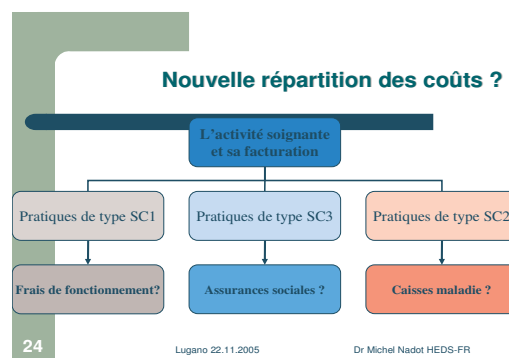 Nouvelle répartition des coûts ?
L'activité soignante
et sa facturation
Pratiques de type SC1
Pratiques de type SC3
Pratiques de type SC2
Frais de fonctionnement?
Assurances sociales ?
Caisses maladie ?
24
Lugano 22.11.2005
Dr Michel Nadot HEDS-FR